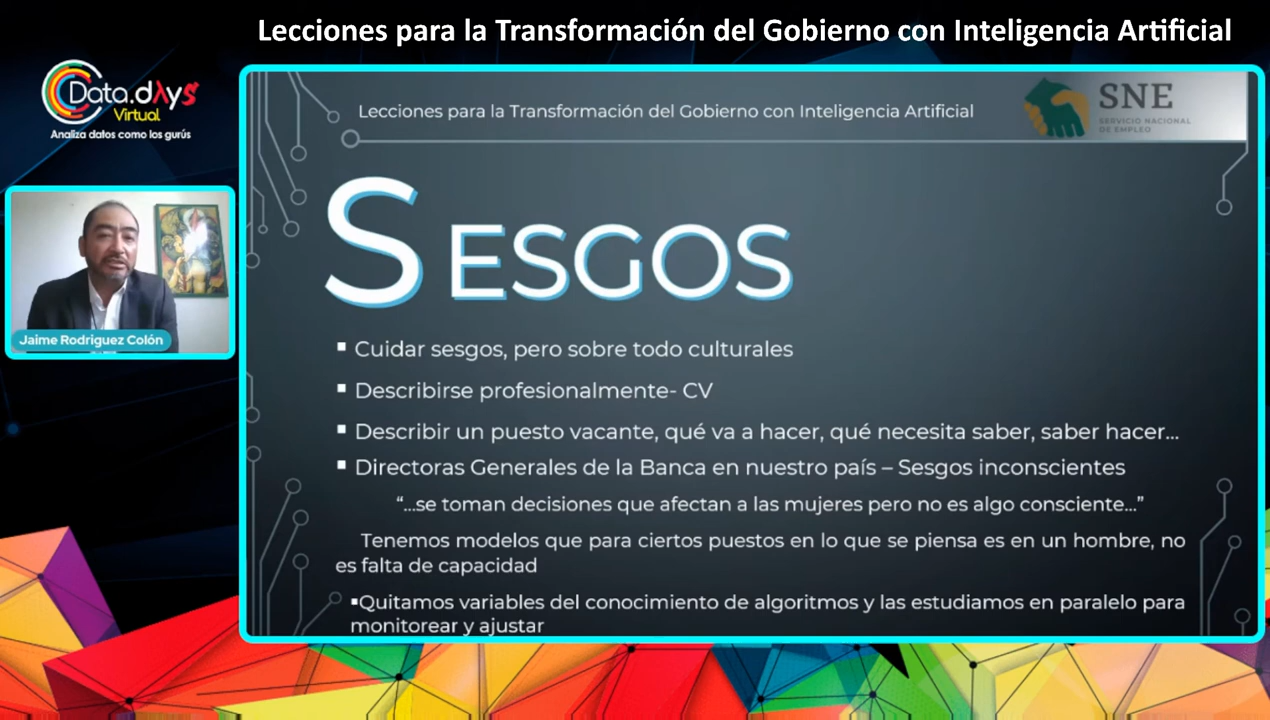 Lecciones para la Transformación del Gobierno con Inteligencia Artificial
Data.dAys
Virtual
Analiza datos como los gurús
Jaime Rodriguez Colón
Lecciones para la Transformación del Gobierno con Inteligencia Artificial
SNE
SERVICIO NACIONAL
DE EMPLEO
SESGOS
▪ Cuidar sesgos, pero sobre todo culturales
▪ Describirse profesionalmente- CV
▪ Describir un puesto vacante, qué va a hacer, qué necesita saber, saber hacer…
▪ Directoras Generales de la Banca en nuestro país – Sesgos inconscientes
“…se toman decisiones que afectan a las mujeres pero no es algo consciente…”
Tenemos modelos que para ciertos puestos en lo que se piensa es en un hombre, no
es falta de capacidad
▪Quitamos variables del conocimiento de algoritmos y las estudiamos en paralelo para
monitorear y ajustar